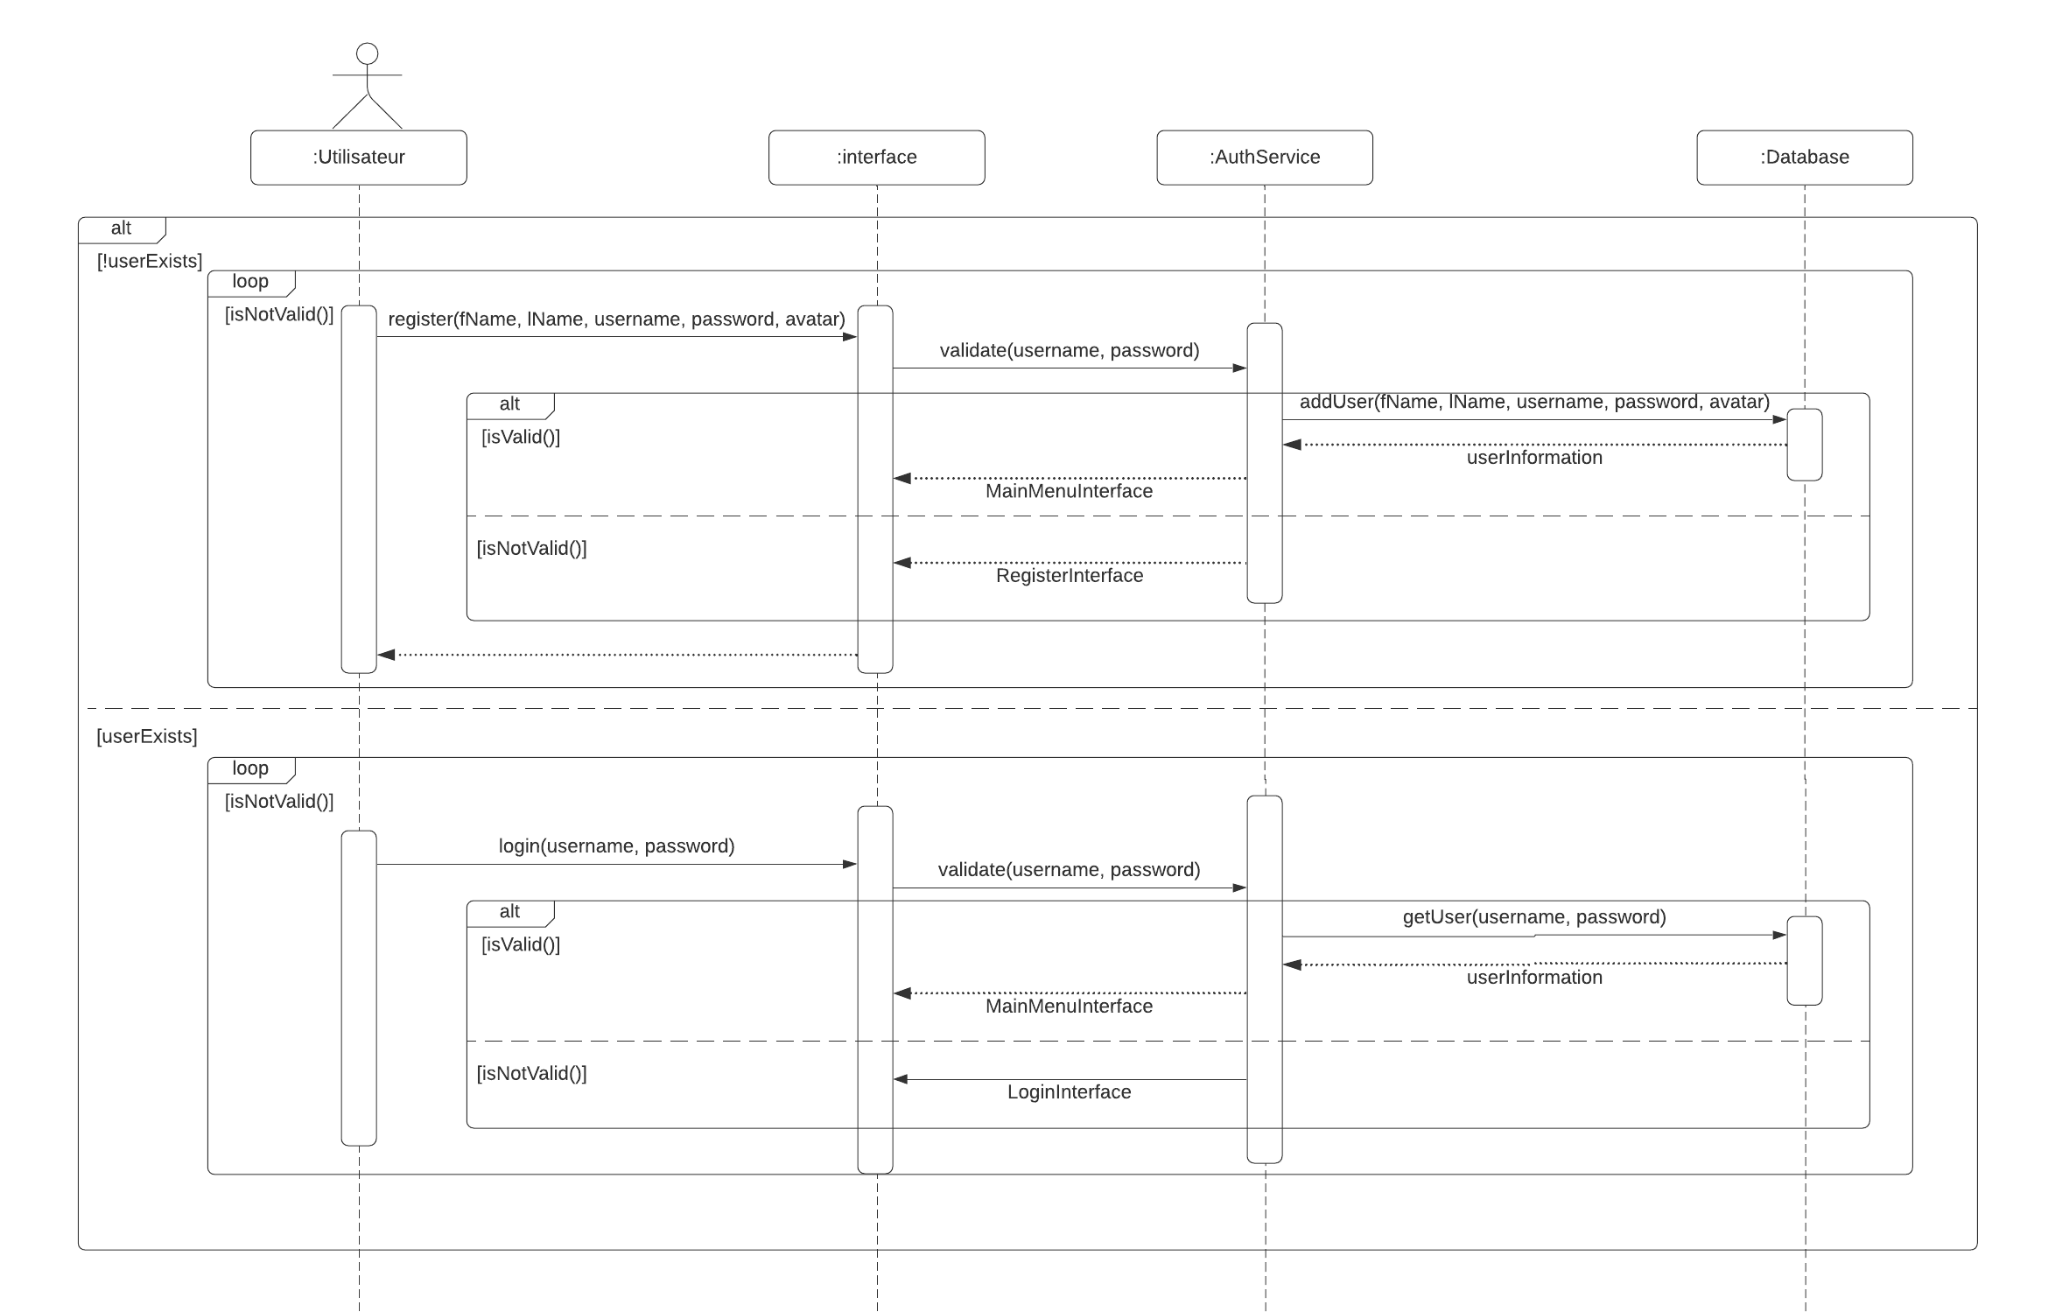 :Utilisateur
:interface
:AuthService
:Database
alt
[!userExists]
loop
[isNotValid()]
register(fName, lName, username, password, avatar)
validate(username, password)
alt
addUser(fName, lName, username, password, avatar)
[isValid()]
userInformation
MainMenuInterface
[isNotValid()]
RegisterInterface
[userExists]
loop
[isNotValid()]
login(username, password)
validate(username, password)
alt
getUser(username, password)
[isValid()]
userInformation
MainMenuInterface
[isNotValid()]
LoginInterface